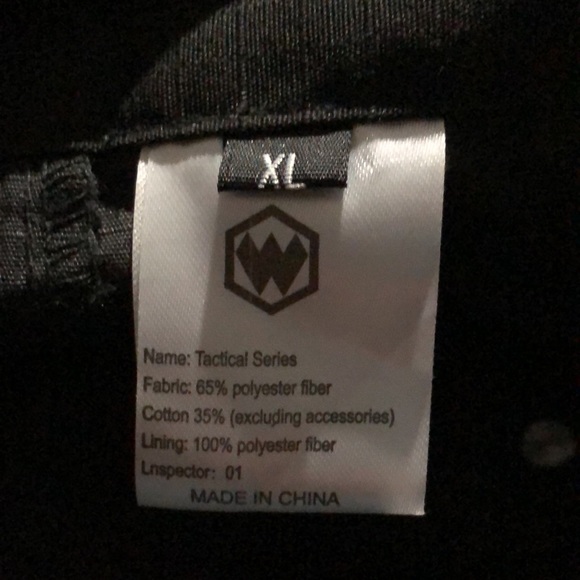 XL
W
Name: Tactical Series
Fabric: 65% polyester fiber
Cotton 35% (excluding accessories)
Lining: 100% polyester fiber
Lnspector: 01
MADE IN CHINA